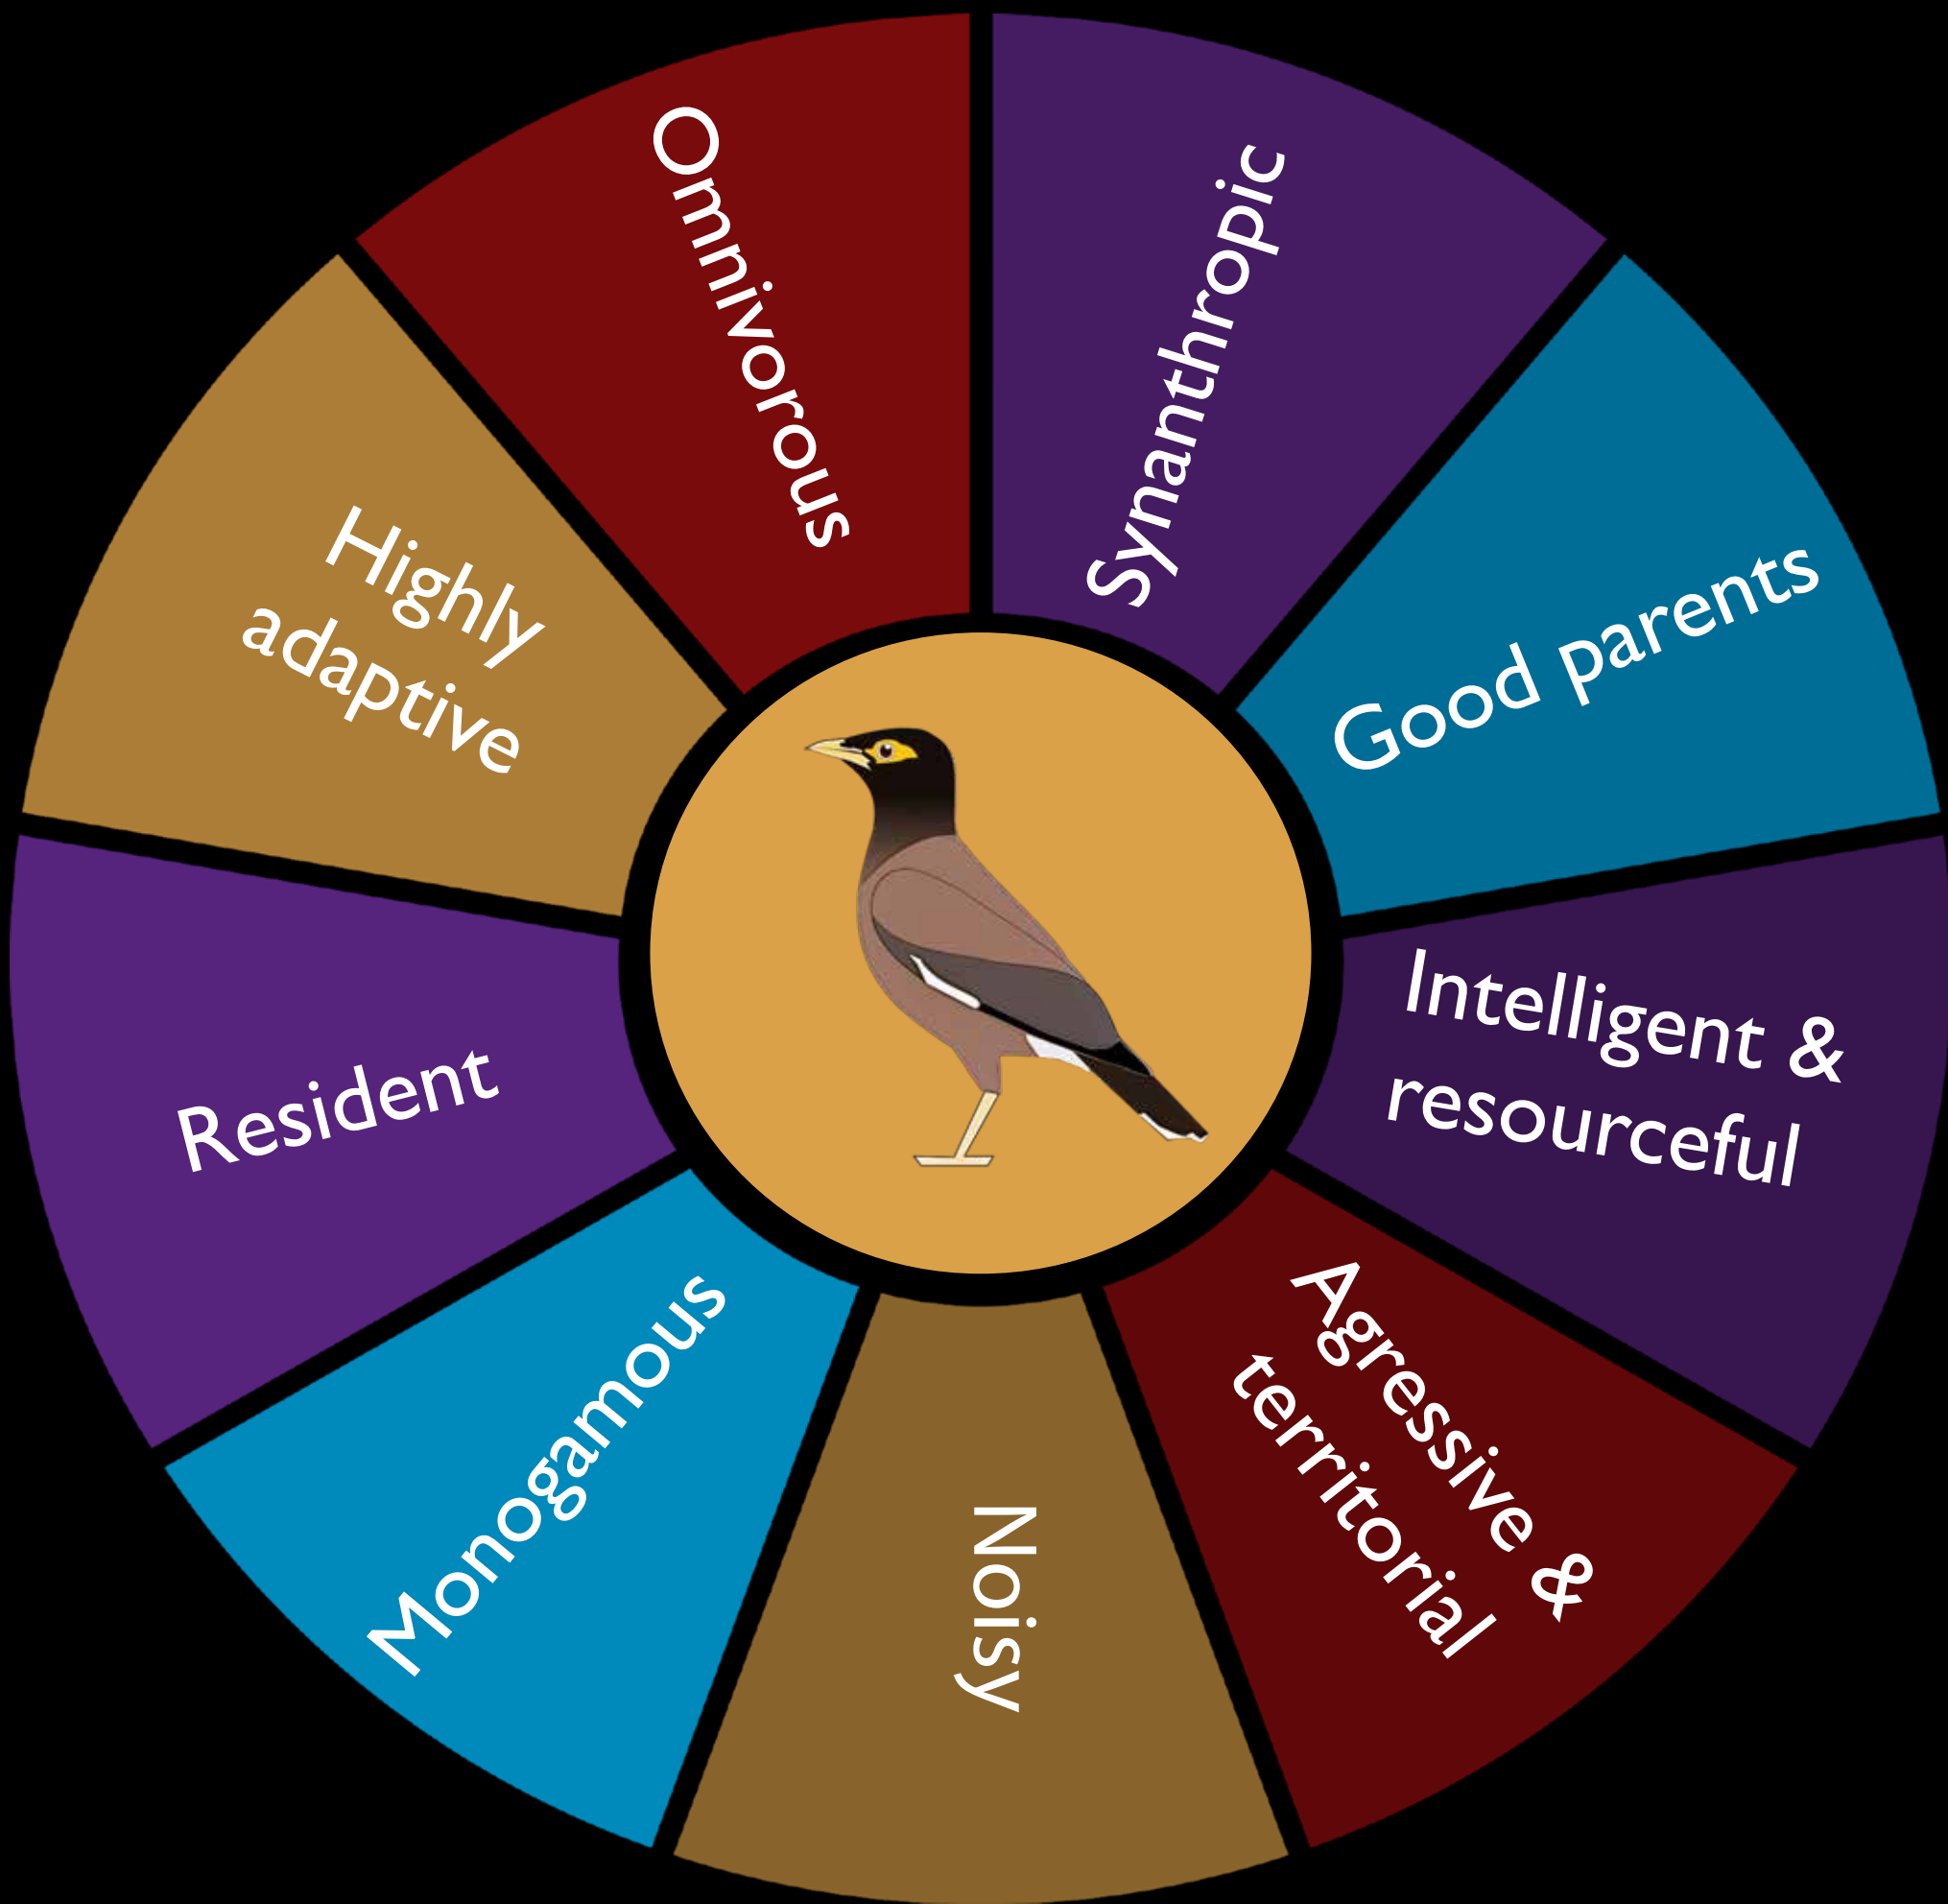 Synanthropic
Good parents
Intelligent &
resourceful
Agressive &
territorial
Noisy
Monogamous
Resident
Highly
adaptive
Omnivorous